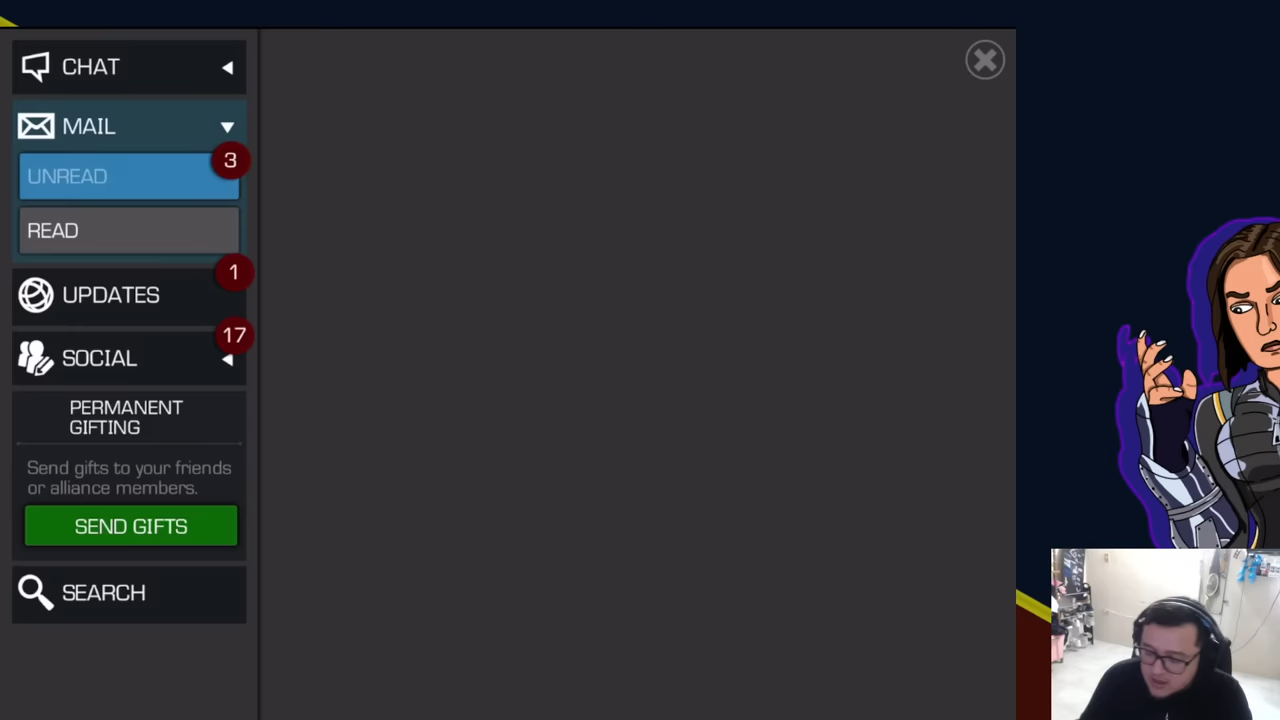 CHAT
MAIL
3
UNREAD
READ
1
UPDATES
17
SOCIAL
PERMANENT
GIFTING
Send gifts to your friends
or alliance members.
SEND GIFTS
SEARCH